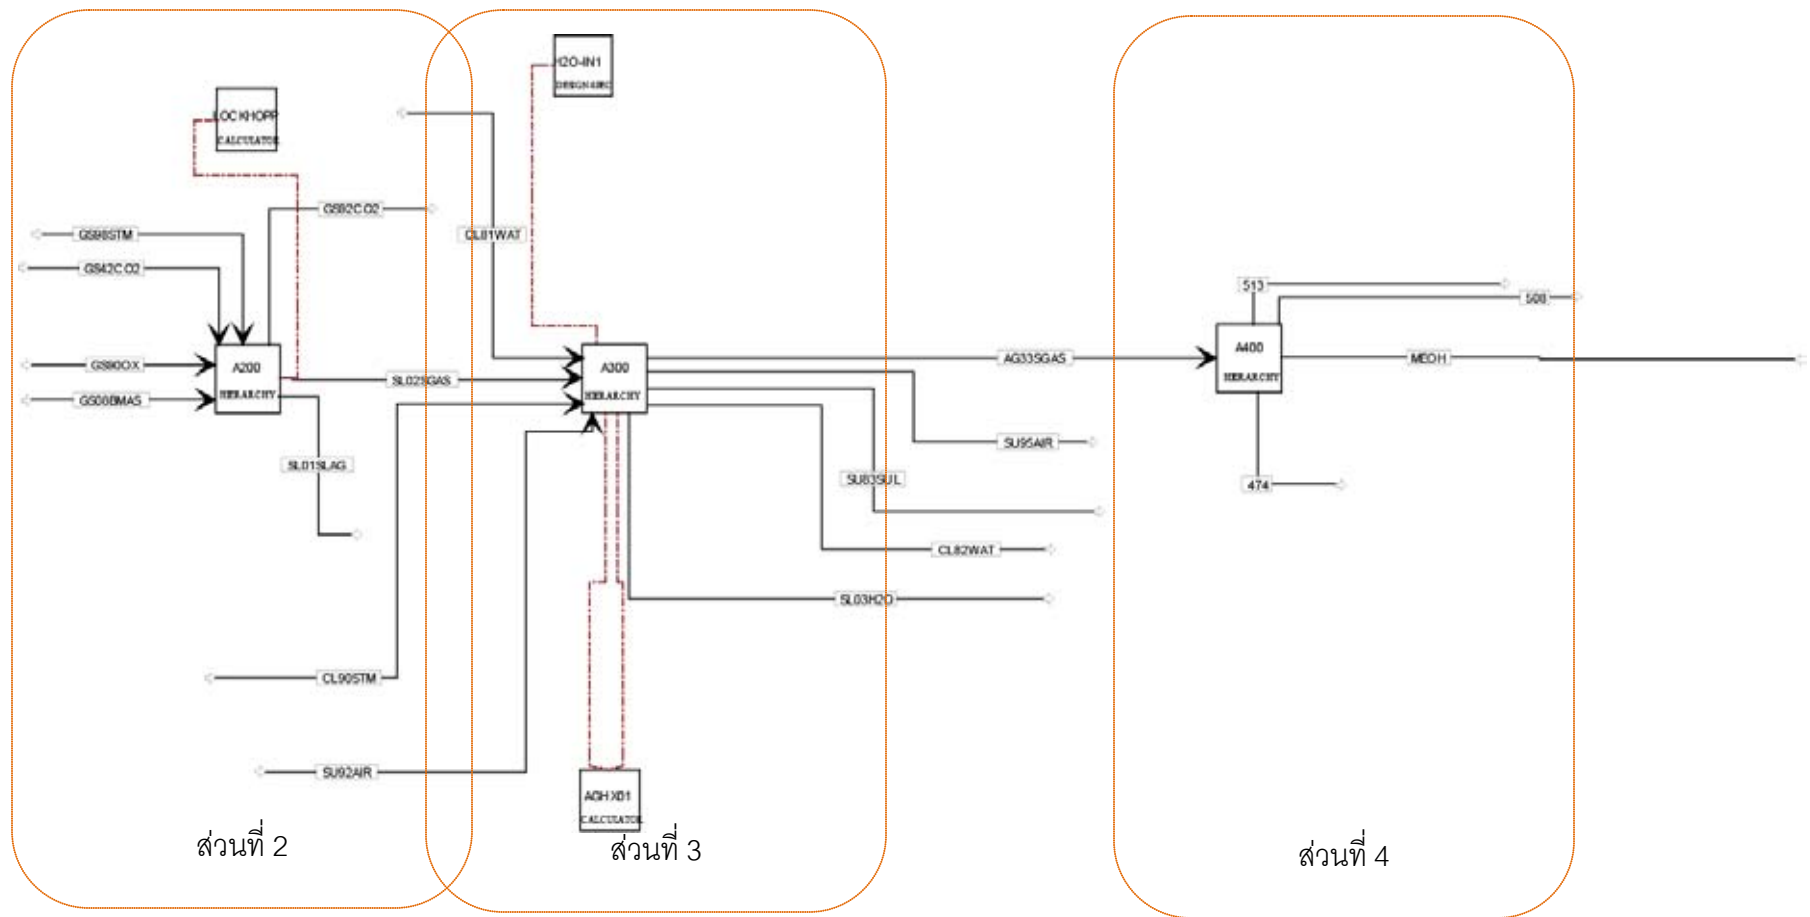 H2O-IN1
DESIGN SPEC
LOCKHOPP
CALCULATOR
GS92CO2
GS98STM
CL81WAT
GS42CO2
513
508
A200
HIERARCHY
A300
HIERARCHY
A400
HIERARCHY
GS90OX
AG33SGAS
MEOH
SL02SGAS
GS00BMAS
SU95AIR
SL01SLAG
SU83SUL
474
CL82WAT
SL03H2O
CL90STM
SU92AIR
AGHX01
CALCULATOR
ส่วนที่ 2
ส่วนที่ 3
ส่วนที่ 4